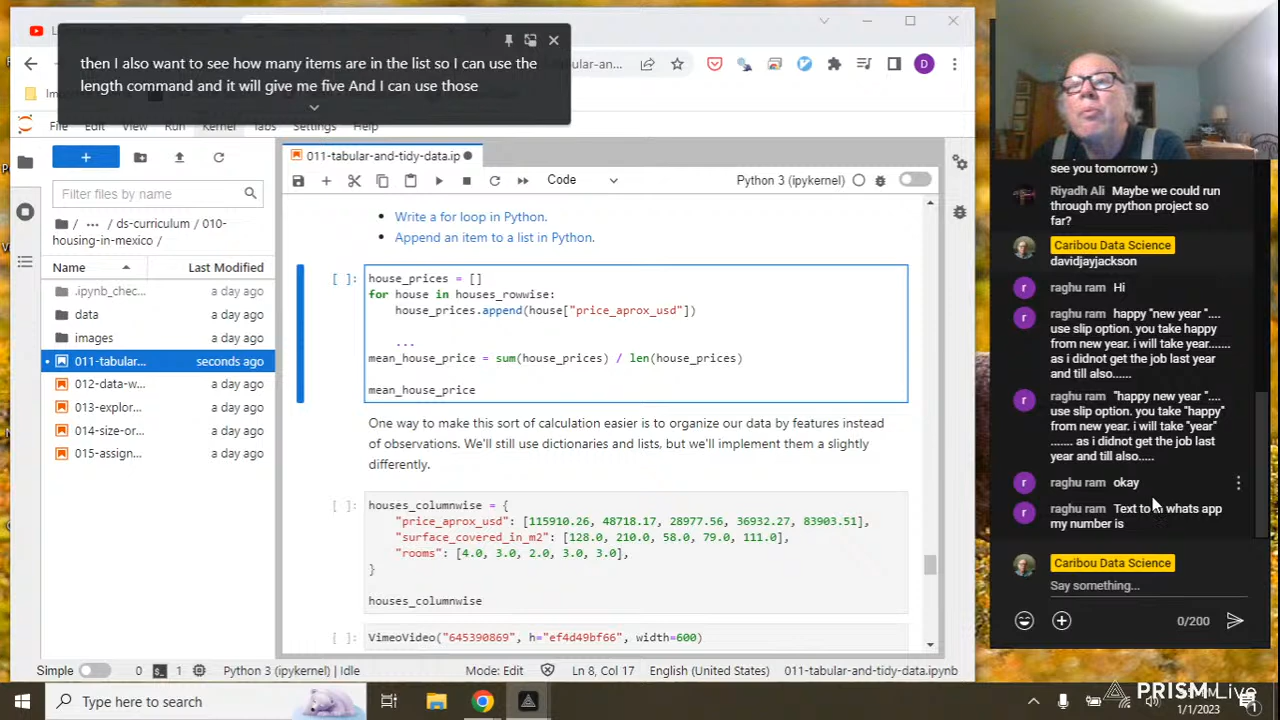 then I also want to see how many items are in the list so I can use the
length command and it will give me five And I can use those
tabular-an...
D
File Edit View Run Kernel Tabs Settings Help
011-tabular-and-tidy-data.ip
Filter files by name
Code
Python 3 (ipykernel)
/ ... / ds-curriculum / 010-
housing-in-mexico /
Name Last Modified
.ipynb_chec... a day ago
data a day ago
images a day ago
011-tabular... seconds ago
012-data-w... a day ago
013-explor... a day ago
014-size-or... a day ago
015-assign... a day ago
Write a for loop in Python.
Append an item to a list in Python.
[ ]: house_prices = []
for house in houses_rowwise:
house_prices.append(house["price_aprox_usd"])
...
mean_house_price = sum(house_prices) / len(house_prices)
mean_house_price
One way to make this sort of calculation easier is to organize our data by features instead
of observations. We'll still use dictionaries and lists, but we'll implement them a slightly
differently.
[ ]: houses_columnwise = {
"price_aprox_usd": [115910.26, 48718.17, 28977.56, 36932.27, 83903.51],
"surface_covered_in_m2": [128.0, 210.0, 58.0, 79.0, 111.0],
"rooms": [4.0, 3.0, 2.0, 3.0, 3.0],
}
houses_columnwise
[ ]: VimeoVideo("645390869", h="ef4d49bf66", width=600)
Simple 0 1 Python 3 (ipykernel) | Idle Mode: Edit Ln 8, Col 17 English (United States) 011-tabular-and-tidy-data.ipynb
see you tomorrow :)
Riyadh Ali Maybe we could run
through my python project so
far?
Caribou Data Science
davidjayjackson
r raghu ram Hi
r raghu ram happy "new year "....
use slip option. you take happy
from new year. i will take year.......
as i didnot get the job last year
and till also......
r raghu ram "happy new year "....
use slip option. you take "happy"
from new year. i will take "year"
....... as i didnot get the job last
year and till also.....
r raghu ram okay
r raghu ram Text to whats app
my number is
Caribou Data Science
Say something...
0/200
Type here to search
PRISM Live
1/1/2023